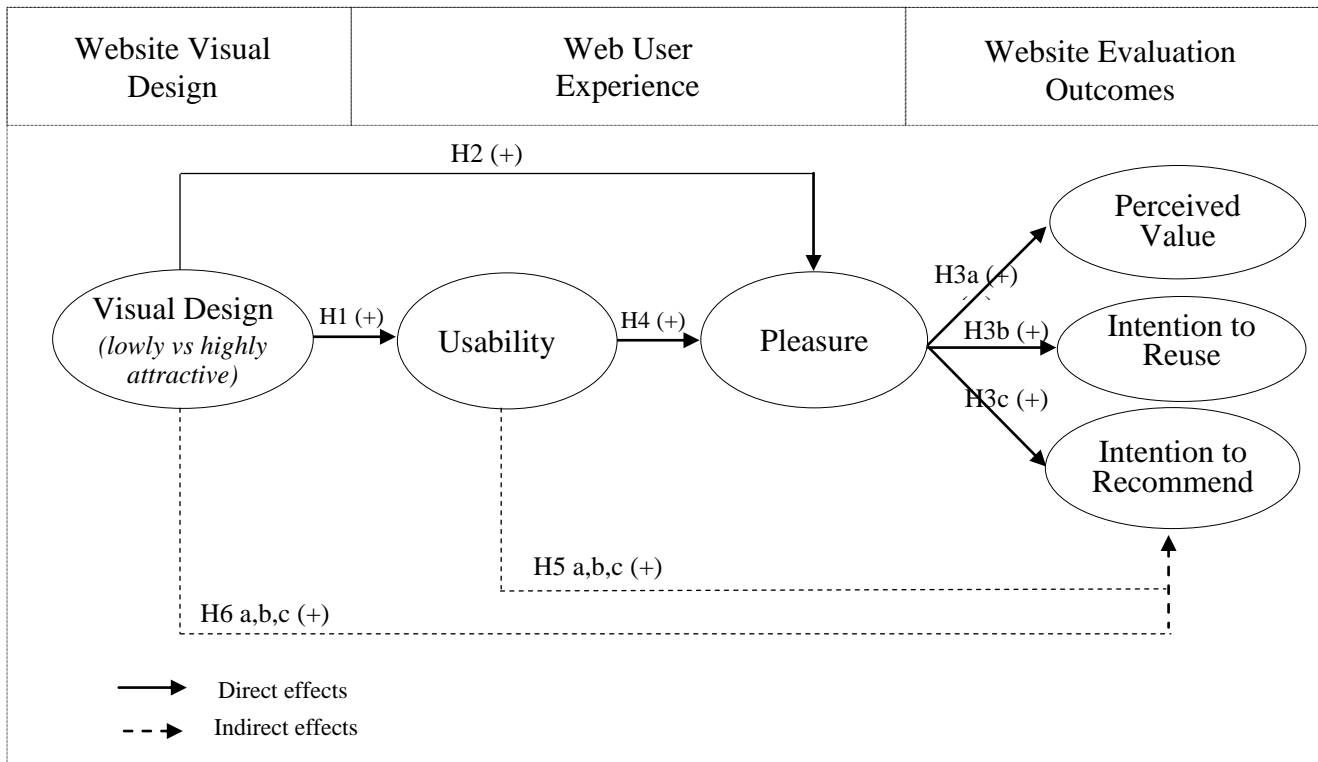 Website Visual
Design
Web User
Experience
Website Evaluation
Outcomes
H2 (+)
Perceived
Value
H3a (+)
Visual Design
(lowly vs highly
attractive)
H1 (+)
Usability
H4 (+)
Pleasure
H3b (+)
Intention to
Reuse
H3c (+)
Intention to
Recommend
H5 a,b,c (+)
H6 a,b,c (+)
Direct effects
Indirect effects